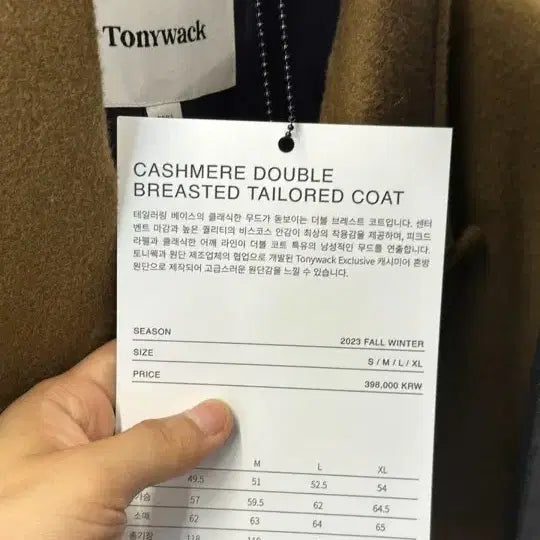 Tonywack
CASHMERE DOUBLE
BREASTED TAILORED COAT
테일러링 베이스의 클래식한 무드가 돋보이는 더블 브레스트 코트입니다. 센터
벤트 마감과 높은 퀄리티의 비스코스 안감이 최상의 착용감을 제공하며, 피크드
라펠과 클래식한 어깨 라인이 더블 코트 특유의 남성적인 무드를 연출합니다.
토니웩과 원단 제조업체의 협업으로 개발된 Tonywack Exclusive 캐시미어 혼방
원단으로 제작되어 고급스러운 원단감을 느낄 수 있습니다.
SEASON 2023 FALL WINTER
SIZE S / M / L / XL
PRICE 398,000 KRW
M L XL
49.5 51 52.5 54
가슴 57 59.5 62 64.5
소매 62 63 64 65
총기장 118